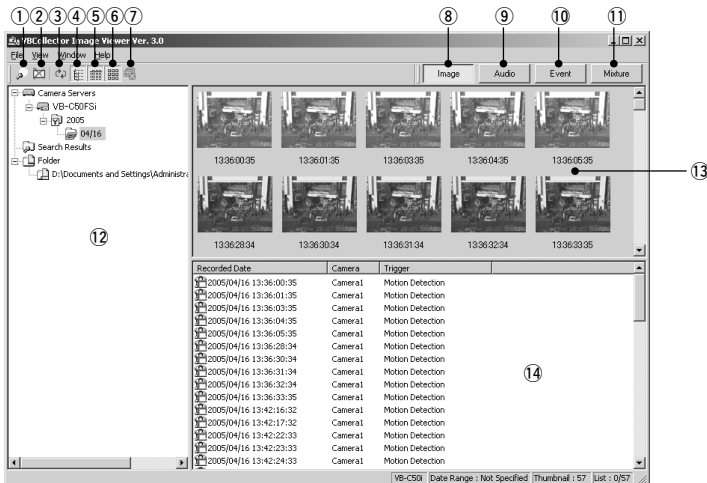 ① ② ③ ④ ⑤ ⑥ ⑦ ⑧ ⑨ ⑩ ⑪
VBCollector Image Viewer Ver. 3.0
File View Window Help
Image Audio Event Mixture
Camera Servers
VB-C50FSi
2005
04/16
Search Results
Folder
D:\Documents and Settings\Administra
⑫
13:36:00:35 13:36:01:35 13:36:03:35 13:36:04:35 13:36:05:35
⑬
13:36:28:34 13:36:30:34 13:36:31:34 13:36:32:34 13:36:33:35
Recorded Date Camera Trigger
2005/04/16 13:36:00:35 Camera1 Motion Detection
2005/04/16 13:36:01:35 Camera1 Motion Detection
2005/04/16 13:36:03:35 Camera1 Motion Detection
2005/04/16 13:36:04:35 Camera1 Motion Detection
2005/04/16 13:36:05:35 Camera1 Motion Detection
2005/04/16 13:36:28:34 Camera1 Motion Detection
2005/04/16 13:36:30:34 Camera1 Motion Detection
2005/04/16 13:36:31:34 Camera1 Motion Detection
⑭
2005/04/16 13:36:32:34 Camera1 Motion Detection
2005/04/16 13:36:33:35 Camera1 Motion Detection
2005/04/16 13:42:16:32 Camera1 Motion Detection
2005/04/16 13:42:17:32 Camera1 Motion Detection
2005/04/16 13:42:22:33 Camera1 Motion Detection
2005/04/16 13:42:23:33 Camera1 Motion Detection
2005/04/16 13:42:24:33 Camera1 Motion Detection
VB-C50i Date Range : Not Specified Thumbnail : 57 List : 0/57